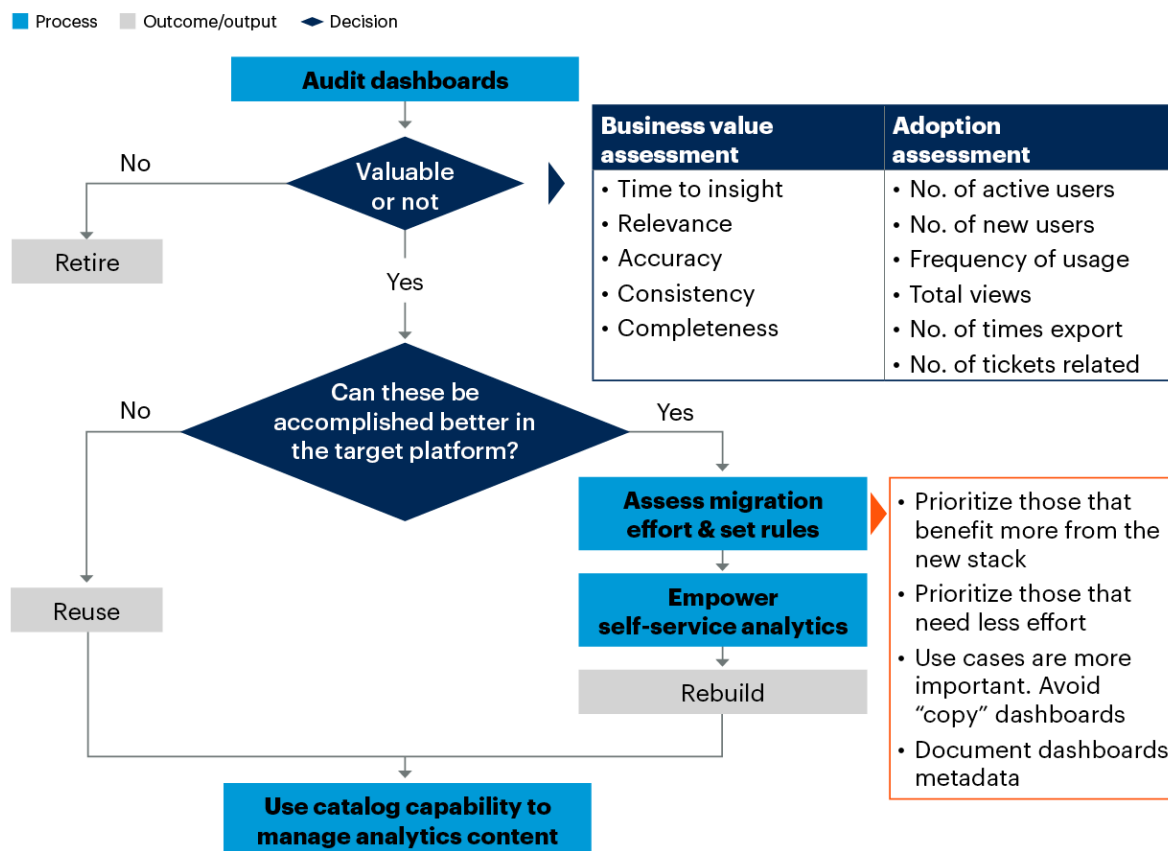 Process Outcome/output Decision
Audit dashboards
Valuable
or not
No
Retire
Yes
Business value
assessment
• Time to insight
• Relevance
• Accuracy
• Consistency
• Completeness
Adoption
assessment
• No. of active users
• No. of new users
• Frequency of usage
• Total views
• No. of times export
• No. of tickets related
Can these be
accomplished better in
the target platform?
No
Yes
Reuse
Assess migration
effort & set rules
Empower
self-service analytics
Rebuild
• Prioritize those that
benefit more from the
new stack
• Prioritize those that
need less effort
• Use cases are more
important. Avoid
“copy” dashboards
• Document dashboards
metadata
Use catalog capability to
manage analytics content